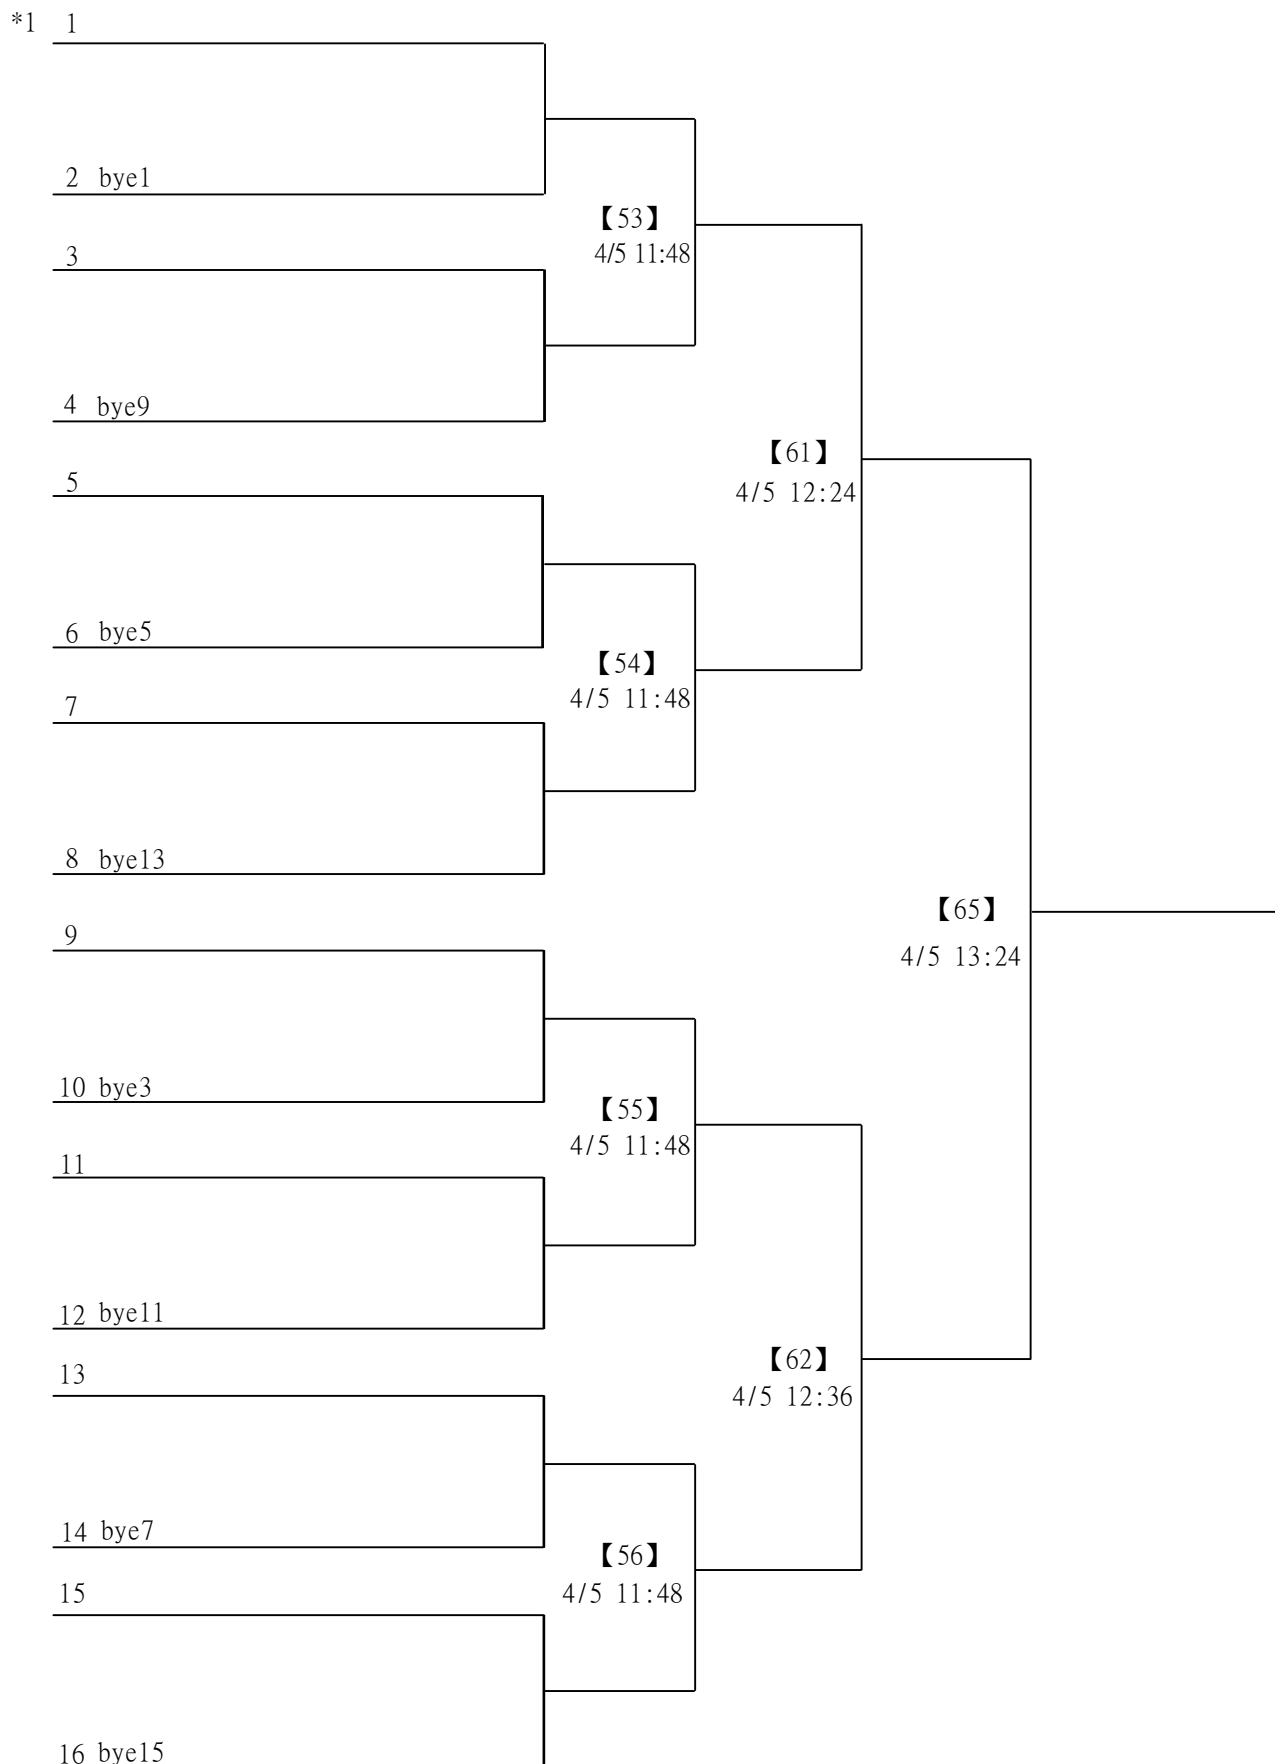 *1 1
2 bye1
【53】
4/5 11:48
3
4 bye9
【61】
4/5 12:24
5
6 bye5
【54】
4/5 11:48
7
8 bye13
【65】
4/5 13:24
9
10 bye3
【55】
4/5 11:48
11
12 bye11
【62】
4/5 12:36
13
14 bye7
【56】
4/5 11:48
15
16 bye15